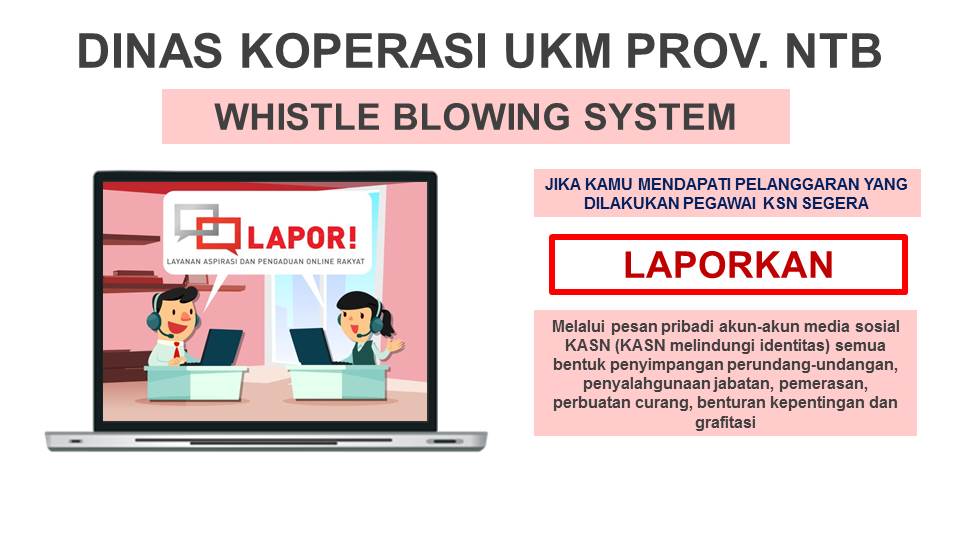 DINAS KOPERASI UKM PROV. NTB
WHISTLE BLOWING SYSTEM
LAPOR!
LAYANAN ASPIRASI DAN PENGADUAN ONLINE RAKYAT
JIKA KAMU MENDAPATI PELANGGARAN YANG
DILAKUKAN PEGAWAI KSN SEGERA
LAPORKAN
Melalui pesan pribadi akun-akun media sosial
KASN (KASN melindungi identitas) semua
bentuk penyimpangan perundang-undangan,
penyalahgunaan jabatan, pemerasan,
perbuatan curang, benturan kepentingan dan
grafitasi